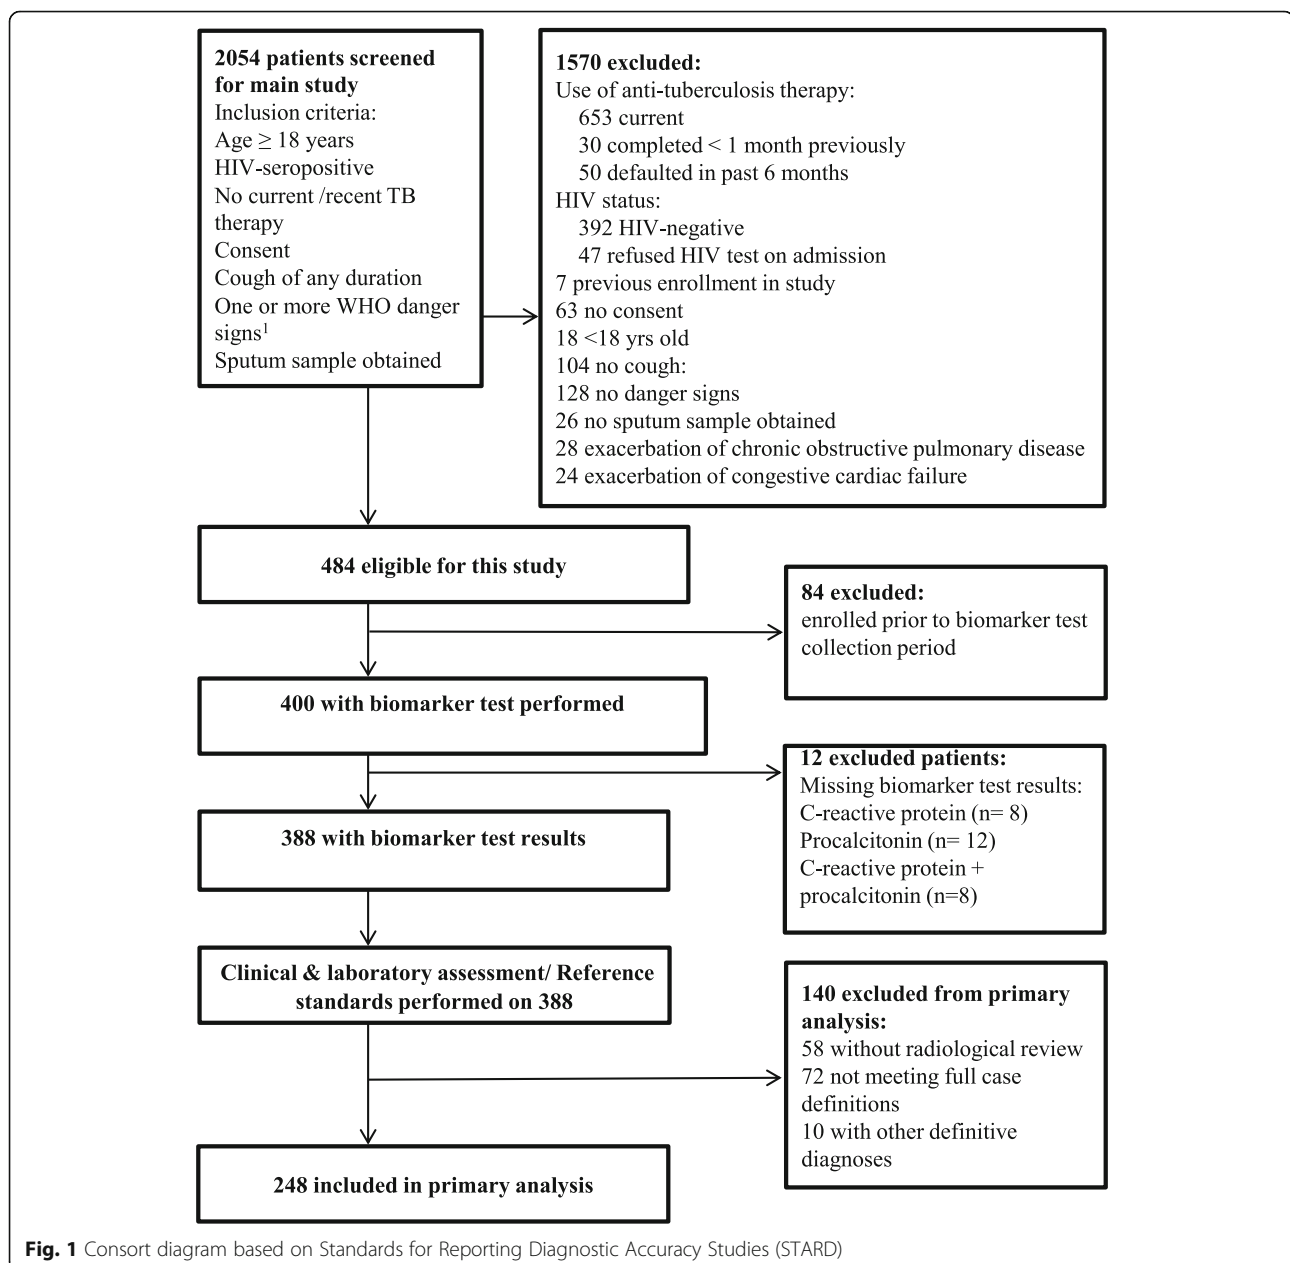 2054 patients screened
for main study
Inclusion criteria:
Age ≥ 18 years
HIV-seropositive
No current /recent TB
therapy
Consent
Cough of any duration
One or more WHO danger
signs1
Sputum sample obtained
1570 excluded:
Use of anti-tuberculosis therapy:
653 current
30 completed < 1 month previously
50 defaulted in past 6 months
HIV status:
392 HIV-negative
47 refused HIV test on admission
7 previous enrollment in study
63 no consent
18 <18 yrs old
104 no cough:
128 no danger signs
26 no sputum sample obtained
28 exacerbation of chronic obstructive pulmonary disease
24 exacerbation of congestive cardiac failure
484 eligible for this study
84 excluded:
enrolled prior to biomarker test
collection period
400 with biomarker test performed
12 excluded patients:
Missing biomarker test results:
C-reactive protein (n= 8)
Procalcitonin (n= 12)
C-reactive protein +
procalcitonin (n=8)
388 with biomarker test results
Clinical & laboratory assessment/ Reference
standards performed on 388
140 excluded from primary
analysis:
58 without radiological review
72 not meeting full case
definitions
10 with other definitive
diagnoses
248 included in primary analysis
Fig. 1 Consort diagram based on Standards for Reporting Diagnostic Accuracy Studies (STARD)